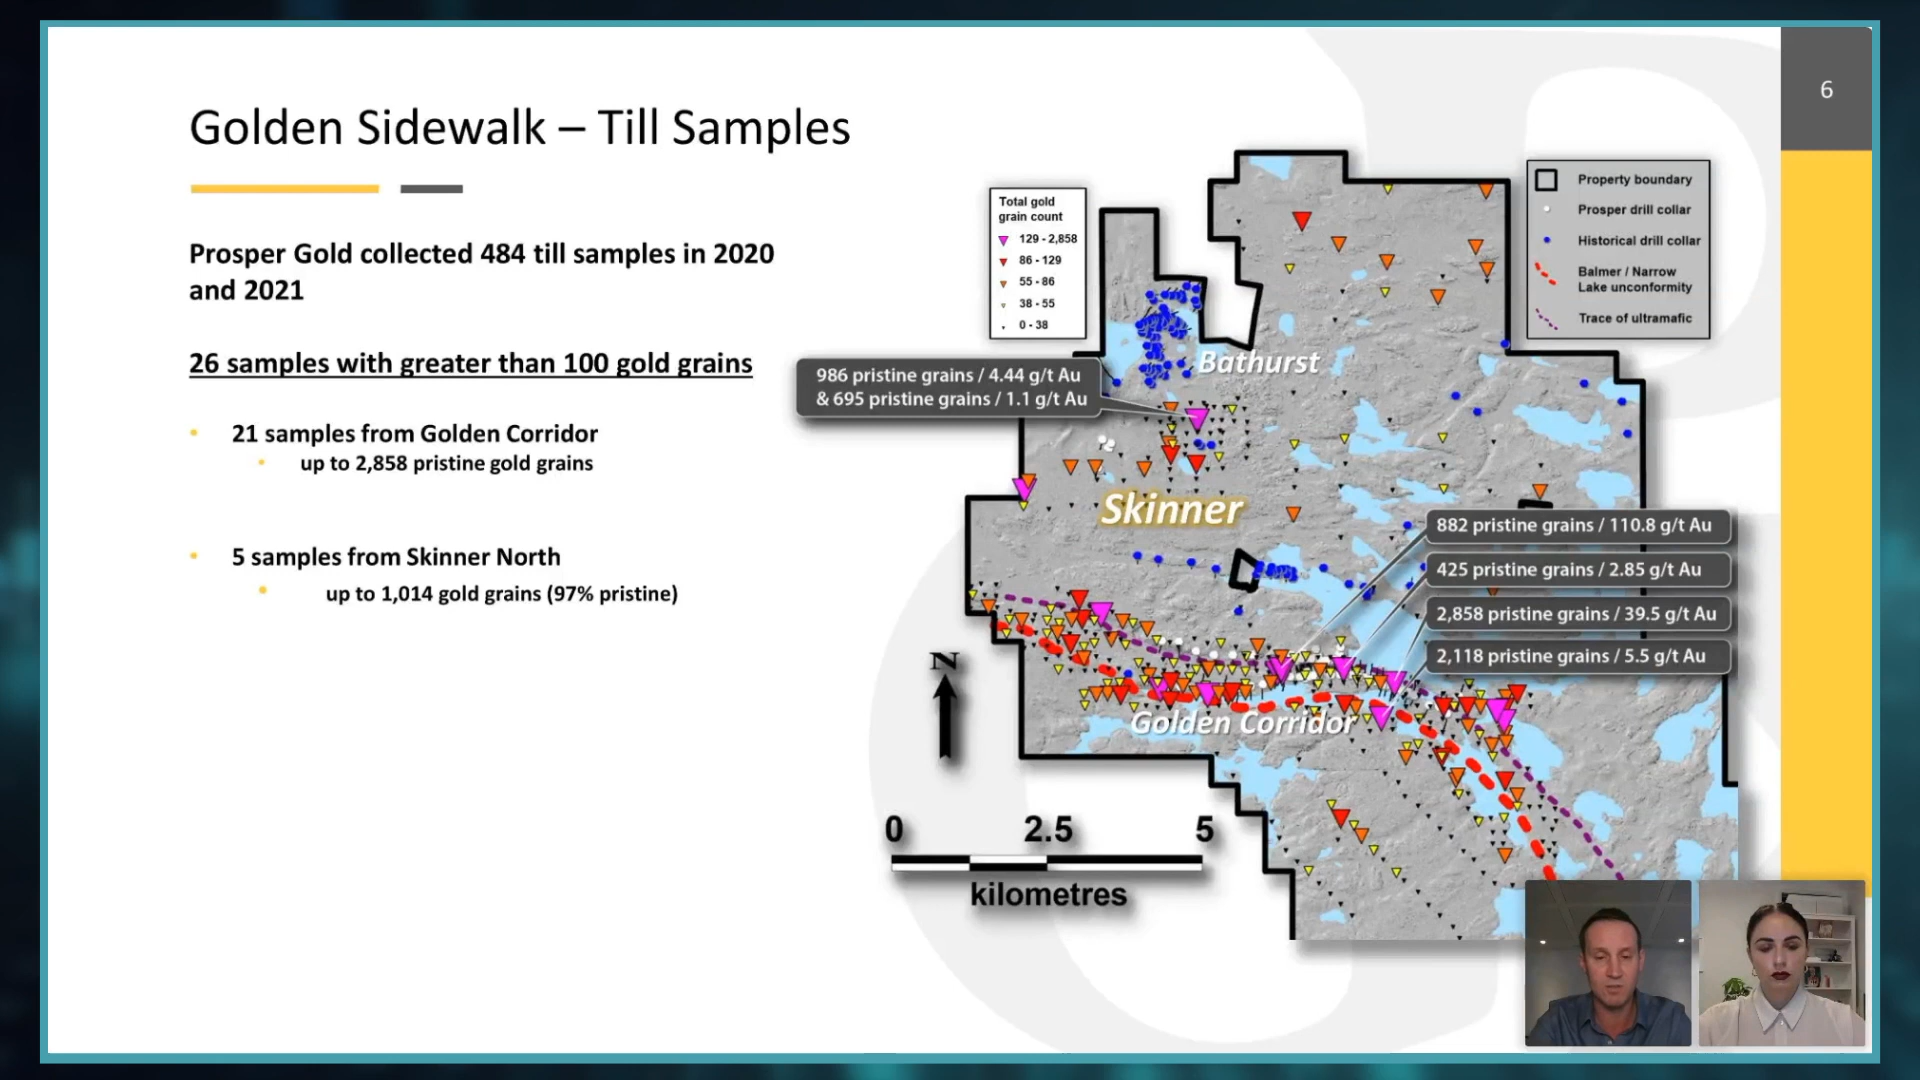 6
Golden Sidewalk – Till Samples
Prosper Gold collected 484 till samples in 2020
and 2021
26 samples with greater than 100 gold grains
• 21 samples from Golden Corridor
• up to 2,858 pristine gold grains
• 5 samples from Skinner North
• up to 1,014 gold grains (97% pristine)
Total gold
grain count
129 - 2,858
86 - 129
55 - 86
38 - 55
0 - 38
Property boundary
Prosper drill collar
Historical drill collar
Balmer / Narrow
Lake unconformity
Trace of ultramafic
Bathurst
986 pristine grains / 4.44 g/t Au
& 695 pristine grains / 1.1 g/t Au
Skinner
882 pristine grains / 110.8 g/t Au
425 pristine grains / 2.85 g/t Au
2,858 pristine grains / 39.5 g/t Au
2,118 pristine grains / 5.5 g/t Au
N
Golden Corridor
0 2.5 5
kilometres